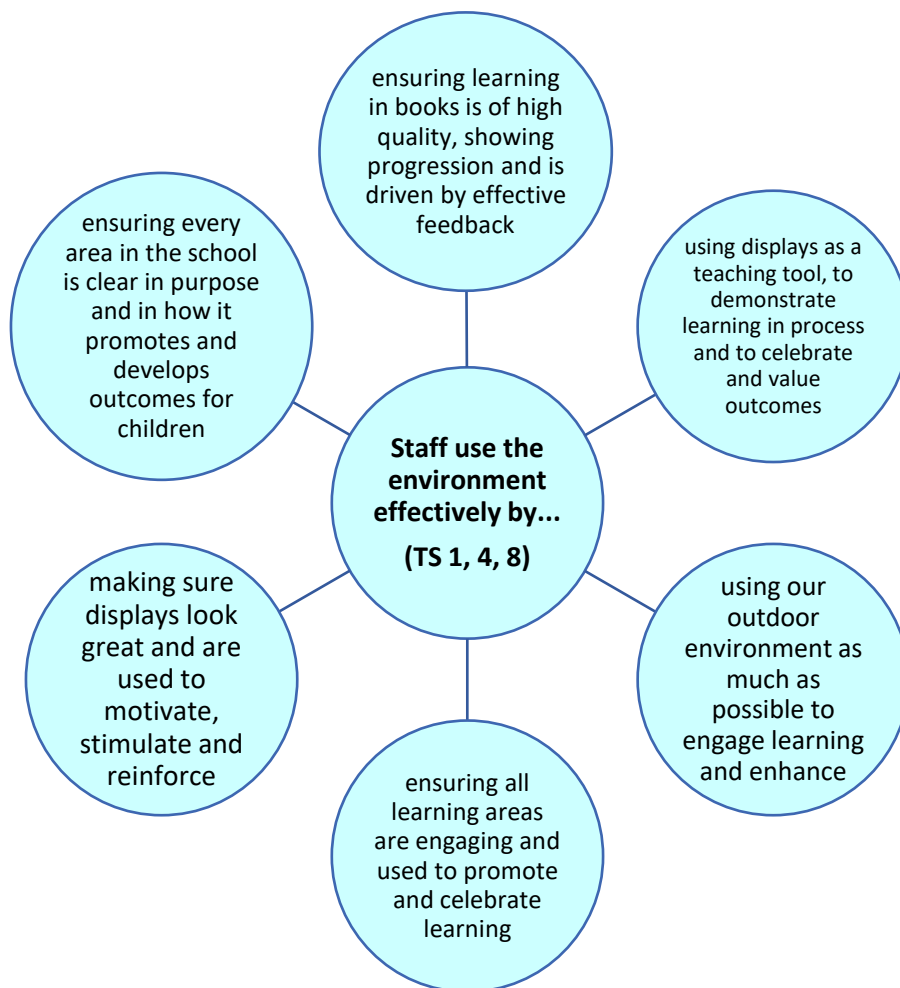 ensuring learning
in books is of high
quality, showing
progression and is
driven by effective
feedback
using displays as a
teaching tool, to
demonstrate
learning in process
and to celebrate
and value
outcomes
using our
outdoor
environment as
much as
possible to
engage learning
and enhance
ensuring all
learning areas
are engaging and
used to promote
and celebrate
learning
making sure
displays look
great and are
used to
motivate,
stimulate and
reinforce
ensuring every
area in the school
is clear in purpose
and in how it
promotes and
develops
outcomes for
children
Staff use the
environment
effectively by...
(TS 1, 4, 8)